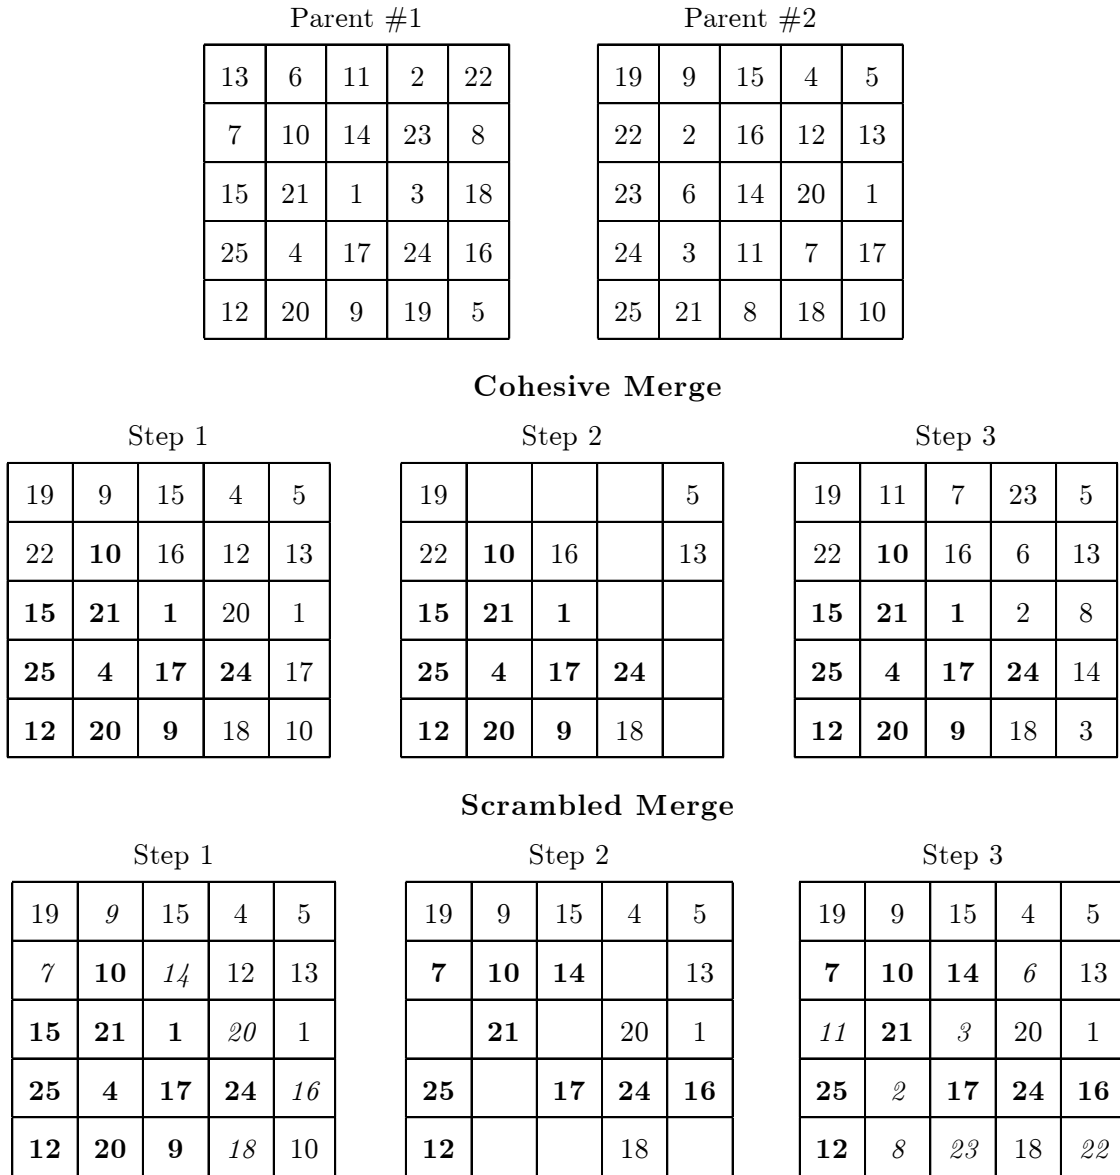 Parent #1 Parent #2
13 6 11 2 22 19 9 15 4 5
7 10 14 23 8 22 2 16 12 13
15 21 1 3 18 23 6 14 20 1
25 4 17 24 16 24 3 11 7 17
12 20 9 19 5 25 21 8 18 10
Cohesive Merge
Step 1 Step 2 Step 3
19 9 15 4 5 19 5 19 11 7 23 5
22 10 16 12 13 22 10 16 13 22 10 16 6 13
15 21 1 20 1 15 21 1 15 21 1 2 8
25 4 17 24 17 25 4 17 24 25 4 17 24 14
12 20 9 18 10 12 20 9 18 12 20 9 18 3
Scrambled Merge
Step 1 Step 2 Step 3
19 9 15 4 5 19 9 15 4 5 19 9 15 4 5
7 10 14 12 13 7 10 14 13 7 10 14 6 13
15 21 1 20 1 21 20 1 11 21 3 20 1
25 4 17 24 16 25 17 24 16 25 2 17 24 16
12 20 9 18 10 12 18 12 8 23 18 22